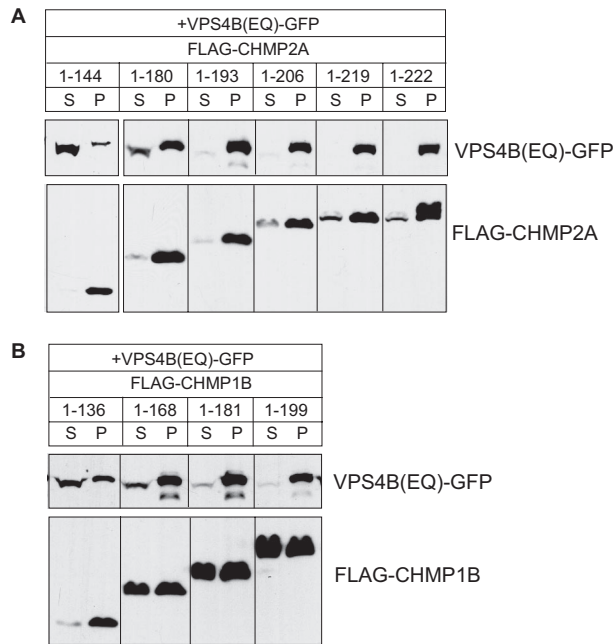 A
+VPS4B(EQ)-GFP
FLAG-CHMP2A
1-144 1-180 1-193 1-206 1-219 1-222
S P S P S P S P S P S P
VPS4B(EQ)-GFP
FLAG-CHMP2A
B
+VPS4B(EQ)-GFP
FLAG-CHMP1B
1-136 1-168 1-181 1-199
S P S P S P S P
VPS4B(EQ)-GFP
FLAG-CHMP1B